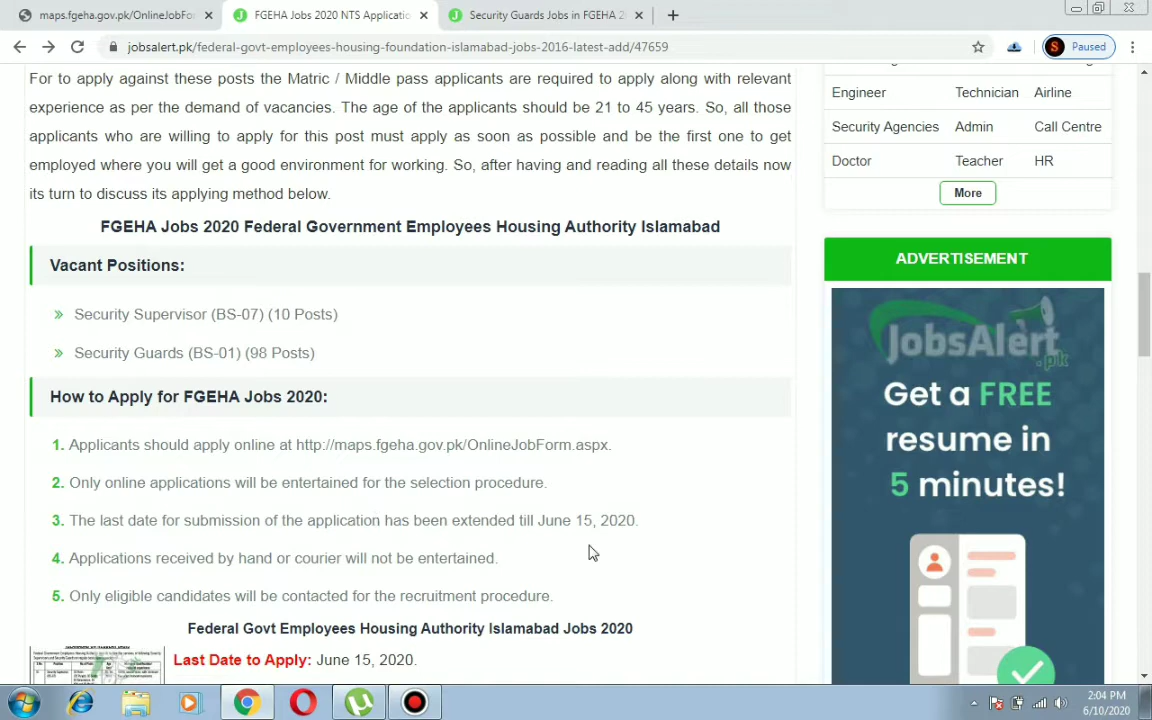 maps.fgeha.gov.pk/OnlineJobFo
FGEHA Jobs 2020 NTS Applicatio
Security Guards Jobs in FGEHA 2
jobsalert.pk/federal-govt-employees-housing-foundation-islamabad-jobs-2016-latest-add/47659
S Paused
For to apply against these posts the Matric / Middle pass applicants are required to apply along with relevant
experience as per the demand of vacancies. The age of the applicants should be 21 to 45 years. So, all those
applicants who are willing to apply for this post must apply as soon as possible and be the first one to get
employed where you will get a good environment for working. So, after having and reading all these details now
its turn to discuss its applying method below.
FGEHA Jobs 2020 Federal Government Employees Housing Authority Islamabad
Vacant Positions:
Security Supervisor (BS-07) (10 Posts)
Security Guards (BS-01) (98 Posts)
How to Apply for FGEHA Jobs 2020:
1. Applicants should apply online at http://maps.fgeha.gov.pk/OnlineJobForm.aspx.
2. Only online applications will be entertained for the selection procedure.
3. The last date for submission of the application has been extended till June 15, 2020.
4. Applications received by hand or courier will not be entertained.
5. Only eligible candidates will be contacted for the recruitment procedure.
Federal Govt Employees Housing Authority Islamabad Jobs 2020
Last Date to Apply: June 15, 2020.
Engineer Technician Airline
Security Agencies Admin Call Centre
Doctor Teacher HR
More
ADVERTISEMENT
JobsAlert.pk
Get a FREE
resume in
5 minutes!
2:04 PM
6/10/2020